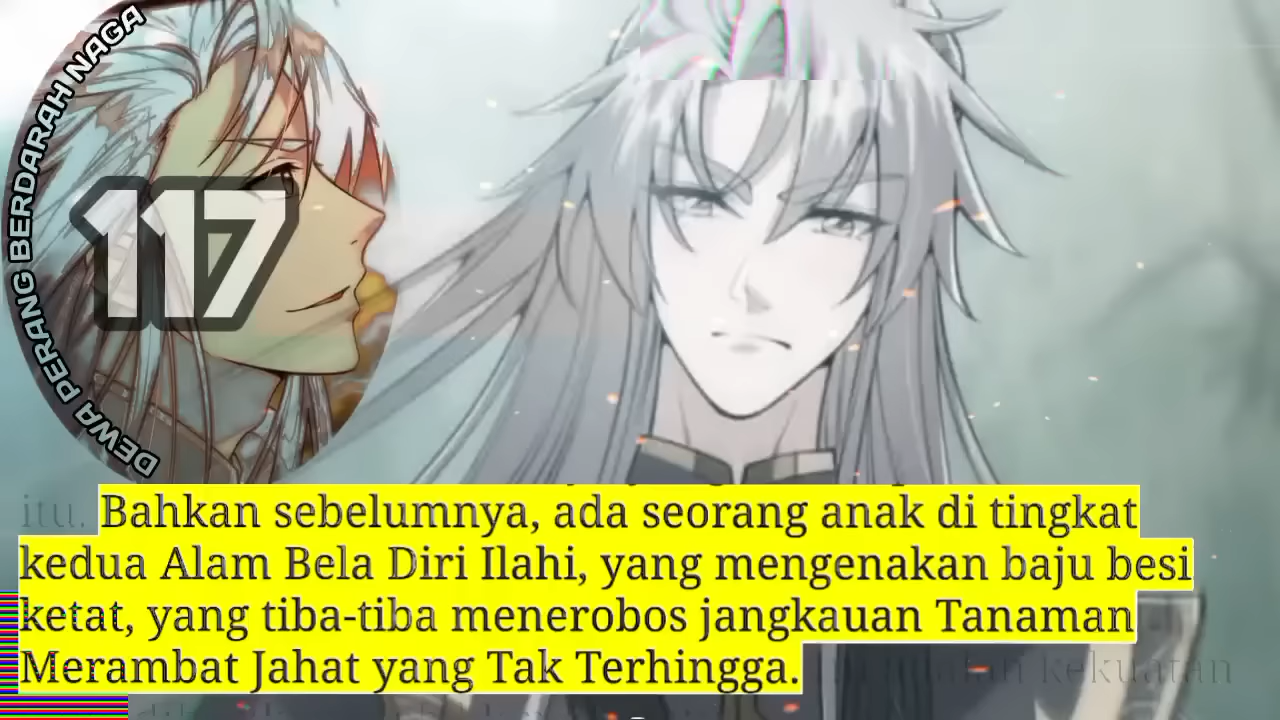 DEWA PERANG BERDARAH NAGA
117
itu. Bahkan sebelumnya, ada seorang anak di tingkat
kedua Alam Bela Diri Ilahi, yang mengenakan baju besi
ketat, yang tiba-tiba menerobos jangkauan Tanaman
Merambat Jahat yang Tak Terhingga. kekuatan